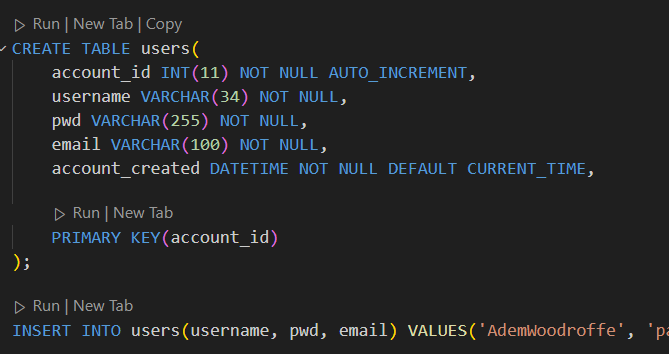 Run | New Tab | Copy
CREATE TABLE users(
account_id INT(11) NOT NULL AUTO_INCREMENT,
username VARCHAR(34) NOT NULL,
pwd VARCHAR(255) NOT NULL,
email VARCHAR(100) NOT NULL,
account_created DATETIME NOT NULL DEFAULT CURRENT_TIME,
Run | New Tab
PRIMARY KEY(account_id)
);
Run | New Tab
INSERT INTO users(username, pwd, email) VALUES('AdemWoodroffe', 'pa